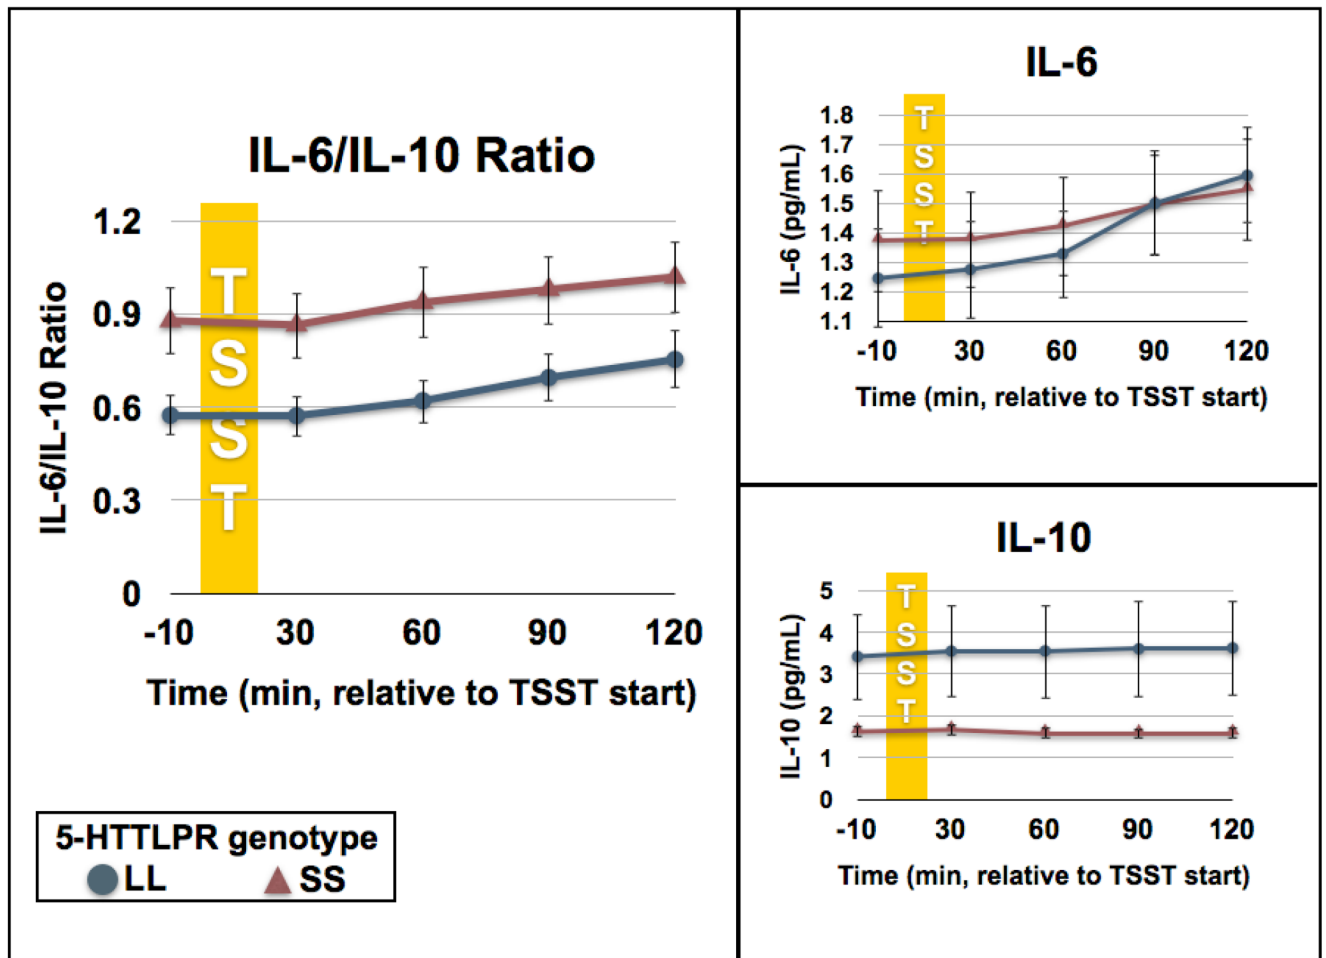 IL-6/IL-10 Ratio
IL-6/IL-10 Ratio
1.2
0.9
0.6
0.3
0
T
S
S
T
-10 30 60 90 120
Time (min, relative to TSST start)
5-HTTLPR genotype
LL SS
IL-6
IL-6 (pg/mL)
1.8
1.7
1.6
1.5
1.4
1.3
1.2
1.1
T
S
S
T
-10 30 60 90 120
Time (min, relative to TSST start)
IL-10
IL-10 (pg/mL)
5
4
3
2
1
0
T
S
S
T
-10 30 60 90 120
Time (min, relative to TSST start)